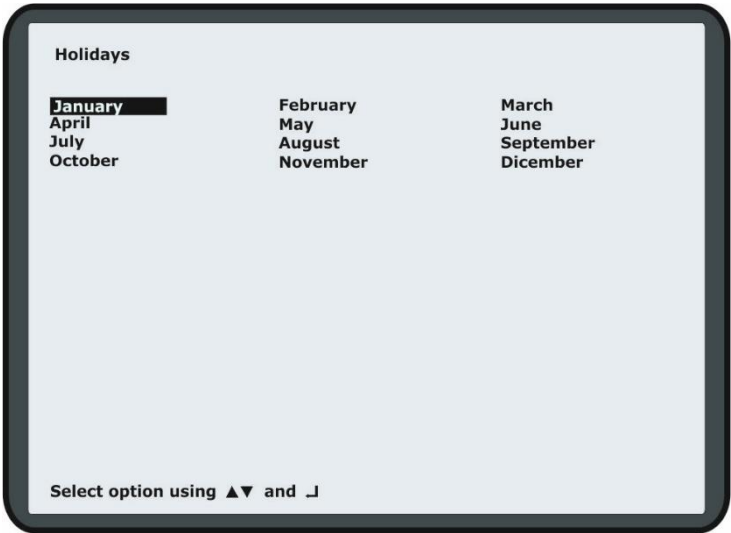 Holidays
January February March
April May June
July August September
October November Dicember
Select option using ▲▼ and ↵